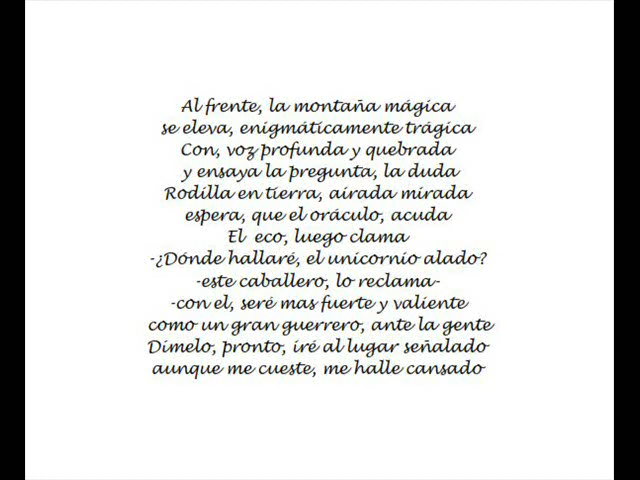 Al frente, la montaña mágica
se eleva, enigmáticamente trágica
Con, voz profunda y quebrada
y ensaya la pregunta, la duda
Rodilla en tierra, airada mirada
espera, que el oráculo, acuda
El eco, luego clama
-¿Dónde hallaré, el unicornio alado?
-este caballero, lo reclama-
-con el, seré mas fuerte y valiente
como un gran guerrero, ante la gente
Dímelo, pronto, iré al lugar señalado
aunque me cueste, me halle cansado